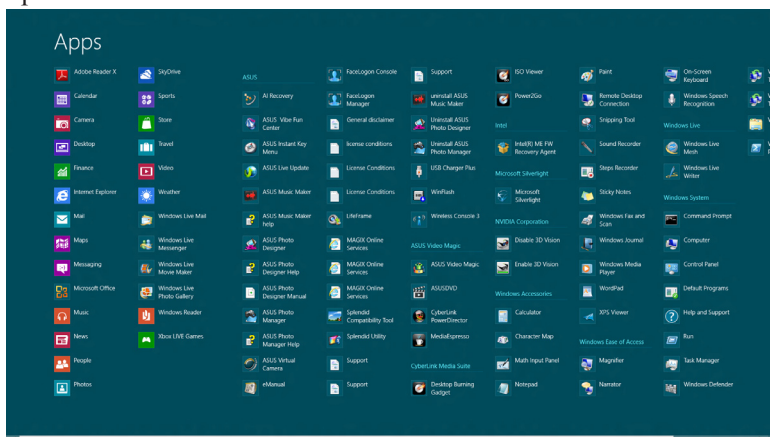 Apps
Adobe Reader X
Calendar
Camera
Desktop
Finance
Internet Explorer
Mail
Maps
Messaging
Microsoft Office
Music
News
People
Photos
SkyDrive
Sports
Store
Travel
Video
Weather
Windows Live Mail
Windows Live
Messenger
Windows Live
Movie Maker
Windows Live
Photo Gallery
Windows Reader
Xbox LIVE Games
ASUS
AI Recovery
ASUS Vibe Fun
Center
ASUS Instant Key
Menu
ASUS Live Update
ASUS Music Maker
ASUS Music Maker
help
ASUS Photo
Designer
ASUS Photo
Designer Help
ASUS Photo
Designer Manual
ASUS Photo
Manager
ASUS Photo
Manager Help
ASUS Virtual
Camera
eManual
FaceLogon Console
FaceLogon
Manager
General disclaimer
license conditions
License Conditions
License Conditions
LifeFrame
MAGIX Online
Services
MAGIX Online
Services
MAGIX Online
Services
Splendid
Compatibility Tool
Splendid Utility
Support
Support
Support
uninstall ASUS
Music Maker
Uninstall ASUS
Photo Designer
Uninstall ASUS
Photo Manager
USB Charger Plus
WinFlash
Wireless Console 3
ASUS Video Magic
ASUS Video Magic
ASUSDVD
CyberLink
PowerDirector
MediaEspresso
CyberLink Media Suite
Desktop Burning
Gadget
ISO Viewer
Power2Go
Intel
Intel(R) ME FW
Recovery Agent
Microsoft Silverlight
Microsoft
Silverlight
NVIDIA Corporation
Disable 3D Vision
Enable 3D Vision
Windows Accessories
Calculator
Character Map
Math Input Panel
Notepad
Paint
Remote Desktop
Connection
Snipping Tool
Sound Recorder
Steps Recorder
Sticky Notes
Windows Fax and
Scan
Windows Journal
Windows Media
Player
WordPad
XPS Viewer
Windows Ease of Access
Magnifier
Narrator
On-Screen
Keyboard
Windows Speech
Recognition
Windows Live
Windows Live
Mesh
Windows Live
Writer
Windows System
Command Prompt
Computer
Control Panel
Default Programs
Help and Support
Run
Task Manager
Windows Defender